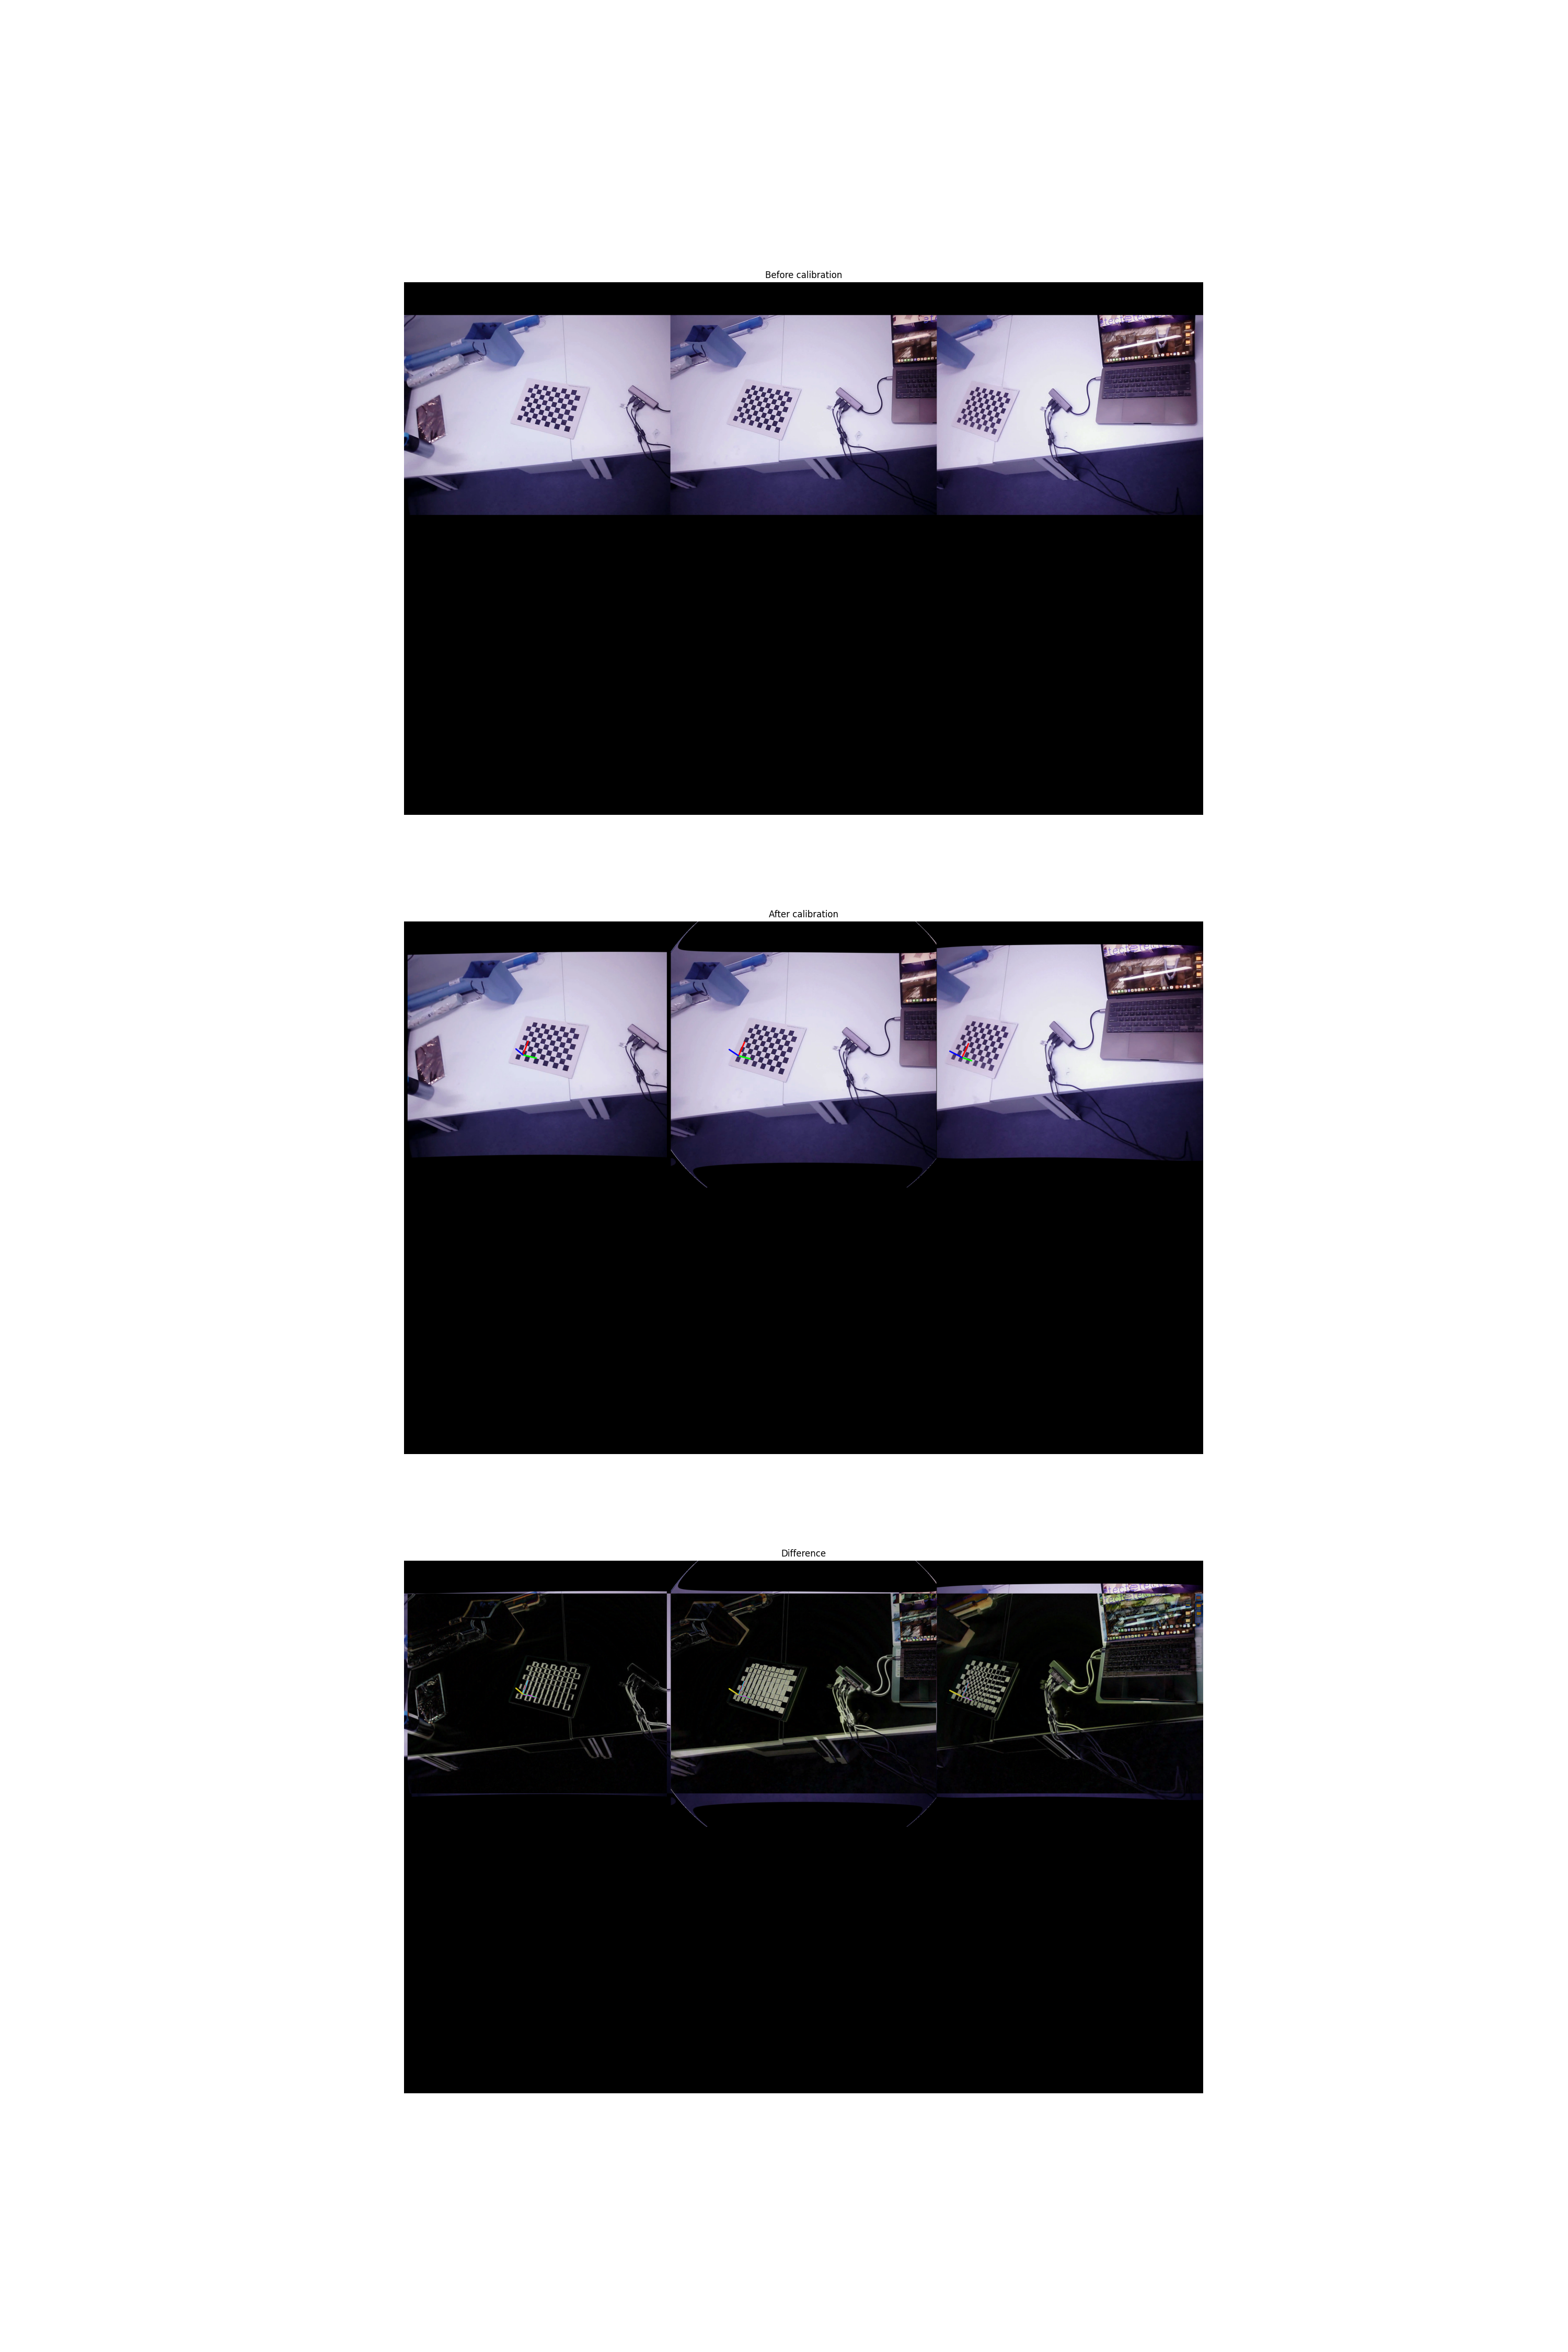 Before calibration
After calibration
Difference